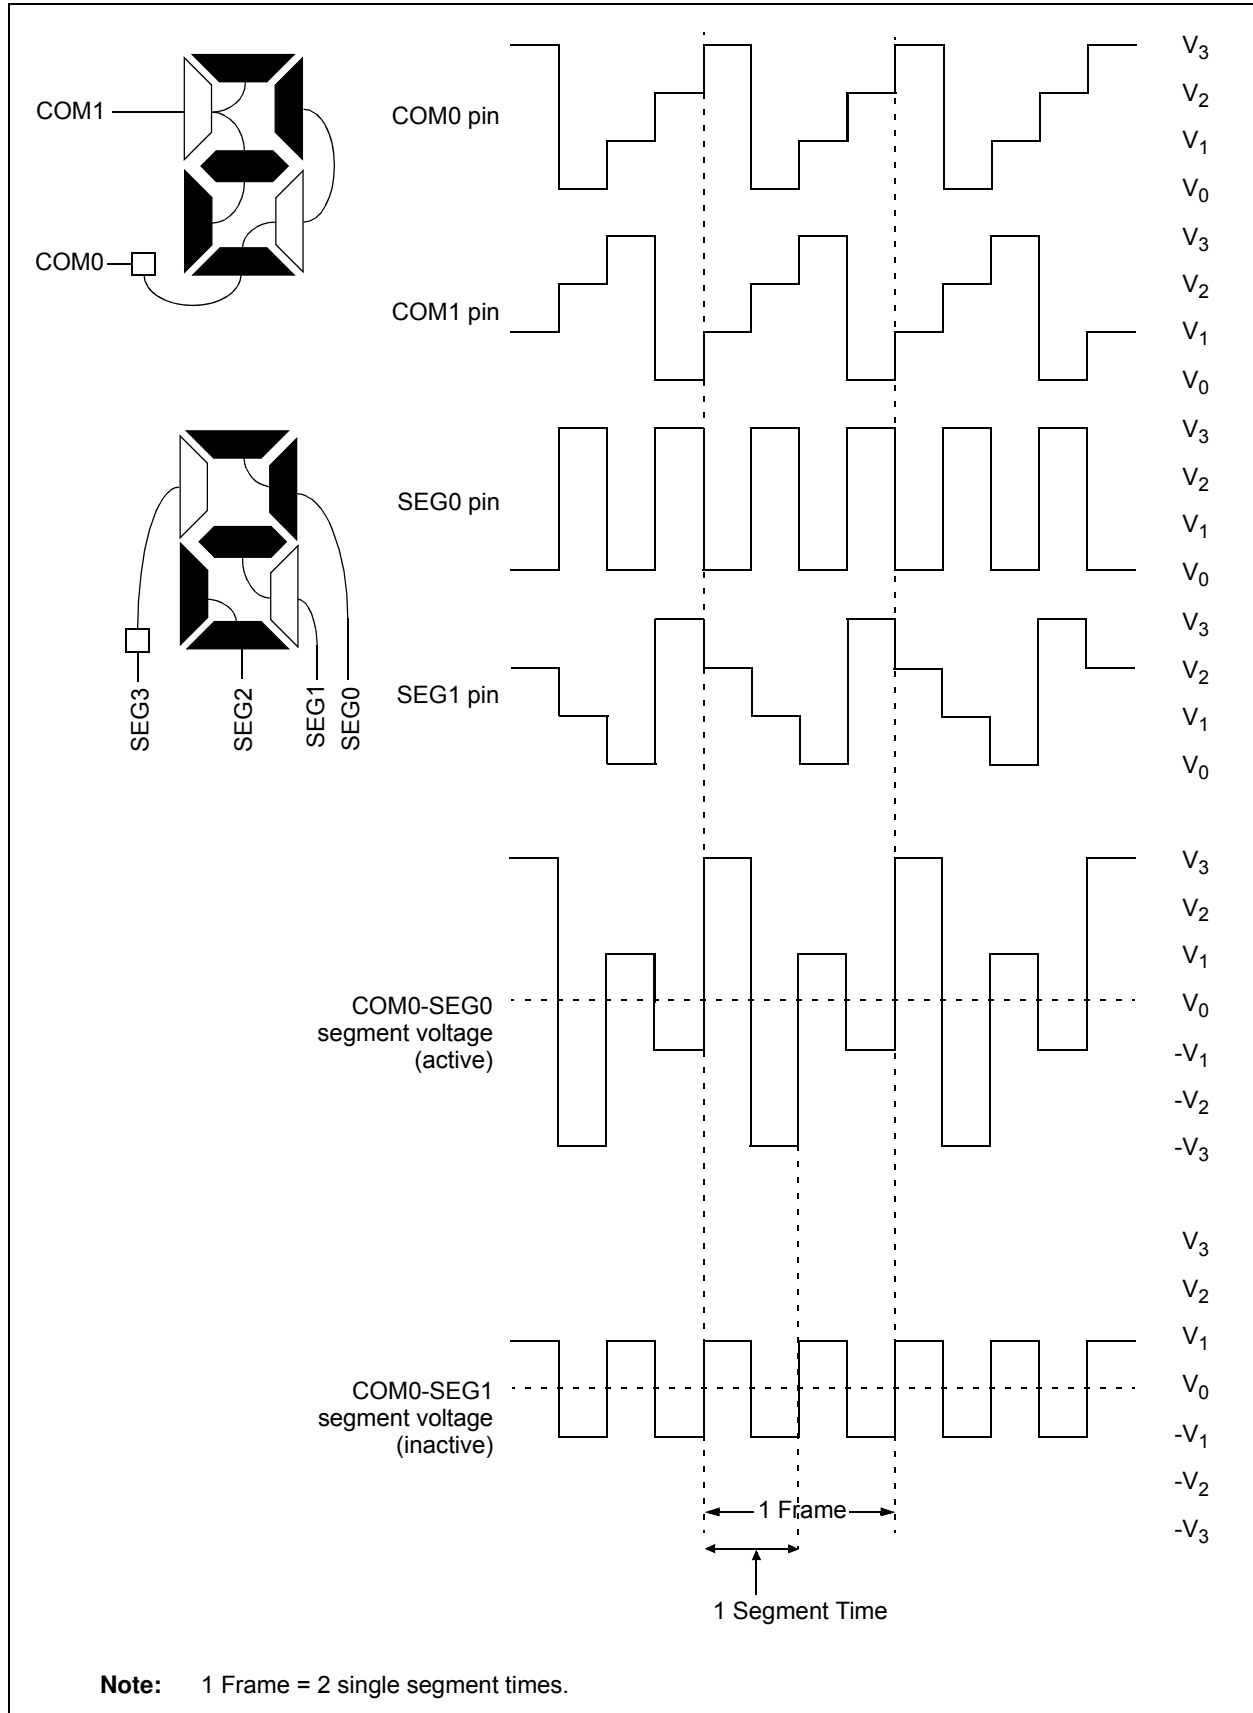 COM1
COM0
COM0 pin
V3
V2
V1
V0
COM1 pin
V3
V2
V1
V0
SEG0 pin
V3
V2
V1
V0
SEG3
SEG2
SEG1
SEG0
SEG1 pin
V3
V2
V1
V0
COM0-SEG0
segment voltage
(active)
V3
V2
V1
V0
-V1
-V2
-V3
COM0-SEG1
segment voltage
(inactive)
V3
V2
V1
V0
-V1
-V2
-V3
1 Frame
1 Segment Time
Note: 1 Frame = 2 single segment times.